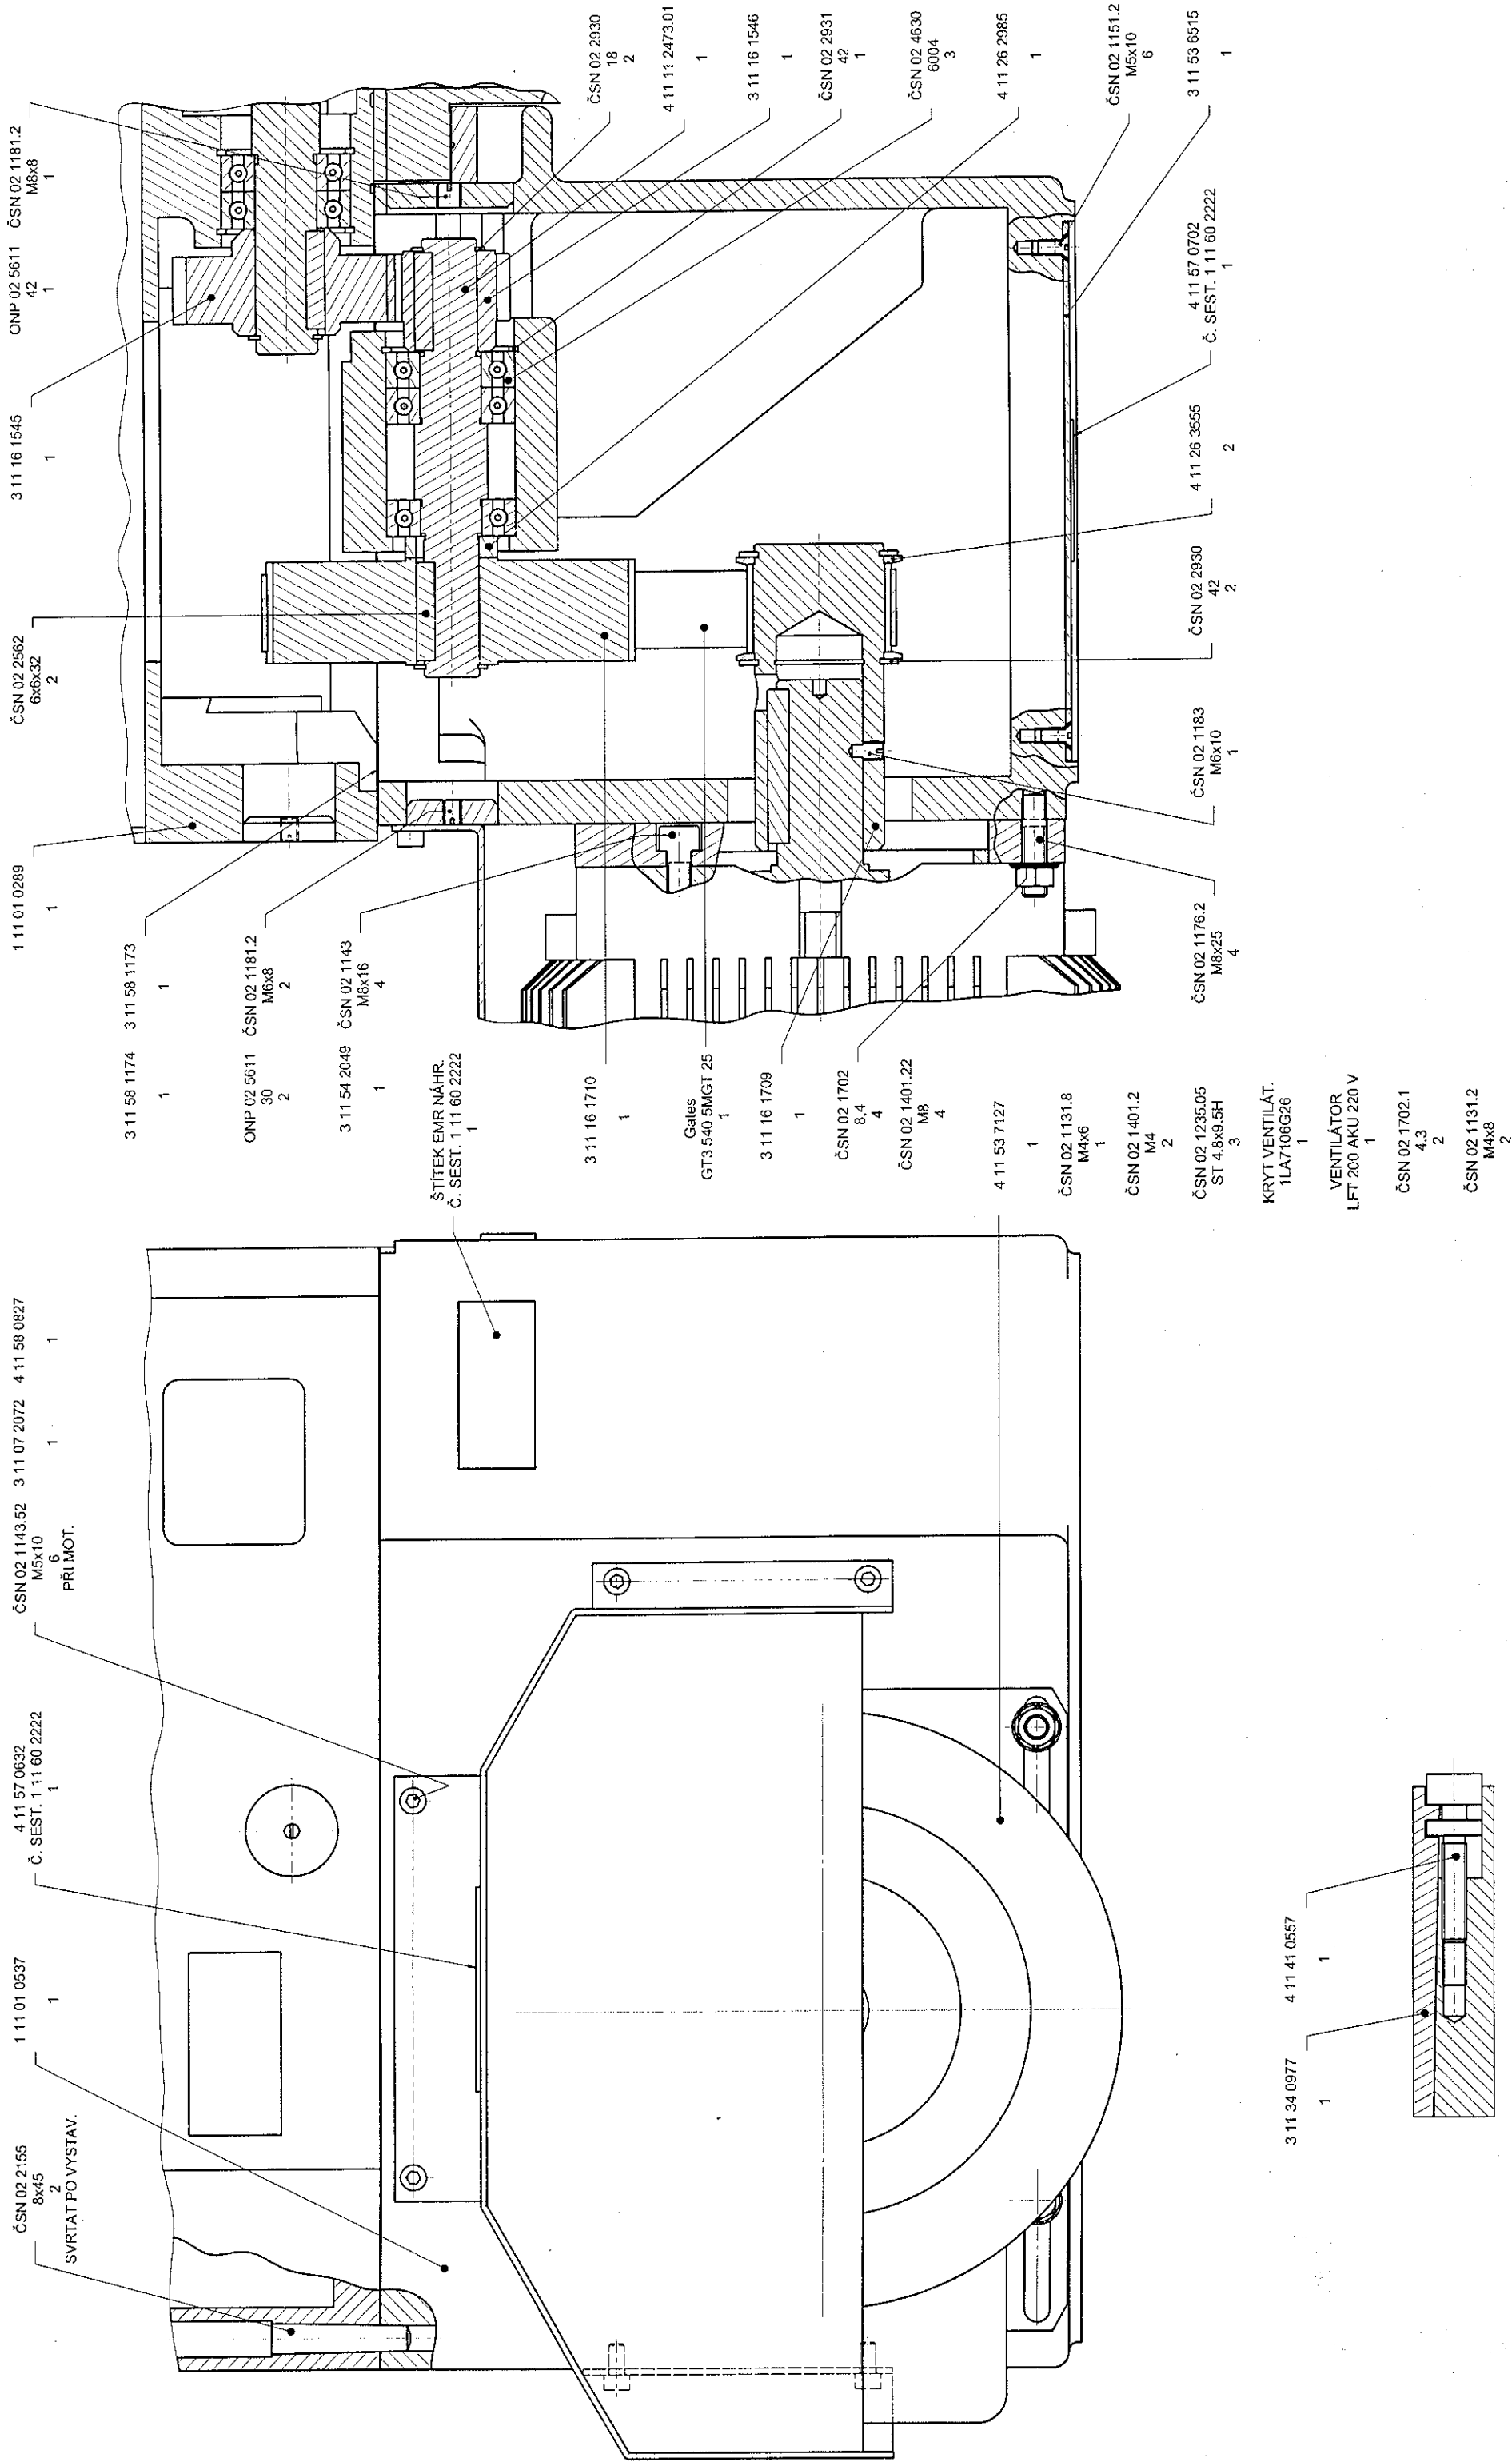 ČSN 02 2155
8x45
2
SVRTAT PO VYSTAV.
1 11 01 0537
1
4 11 57 0632
Č. SEST. 1 11 60 2222
1
ČSN 02 1143.52
M5x10
6
PŘI MOT.
3 11 07 2072
1
4 11 58 0827
1
ŠTÍTEK EMR NÁHR.
Č. SEST. 1 11 60 2222
1
3 11 58 1174
1
3 11 58 1173
1
1 11 01 0289
1
ČSN 02 2562
6x6x32
2
3 11 16 1545
1
ONP 02 5611
42
1
ČSN 02 1181.2
M8x8
1
ONP 02 5611
30
2
ČSN 02 1181.2
M6x8
2
3 11 54 2049
1
ČSN 02 1143
M8x16
4
3 11 16 1710
1
Gates
GT3 540 5MGT 25
1
3 11 16 1709
1
ČSN 02 1702
8,4
4
ČSN 02 1401.22
M8
4
4 11 53 7127
1
ČSN 02 1131.8
M4x6
1
ČSN 02 1401.2
M4
2
ČSN 02 1235.05
ST 4.8x9.5H
3
KRYT VENTILÁT.
1LA7106G26
1
VENTILÁTOR
LFT 200 AKU 220 V
1
ČSN 02 1702.1
4.3
2
ČSN 02 1131.2
M4x8
2
ČSN 02 1176.2
M8x25
4
ČSN 02 1183
M6x10
1
ČSN 02 2930
42
2
4 11 26 3555
2
4 11 57 0702
Č. SEST. 1 11 60 2222
1
ČSN 02 2930
18
2
4 11 11 2473.01
1
3 11 16 1546
1
ČSN 02 2931
42
1
ČSN 02 4630
6004
3
4 11 26 2985
1
ČSN 02 1151.2
M5x10
6
3 11 53 6515
1
3 11 34 0977
1
4 11 41 0557
1